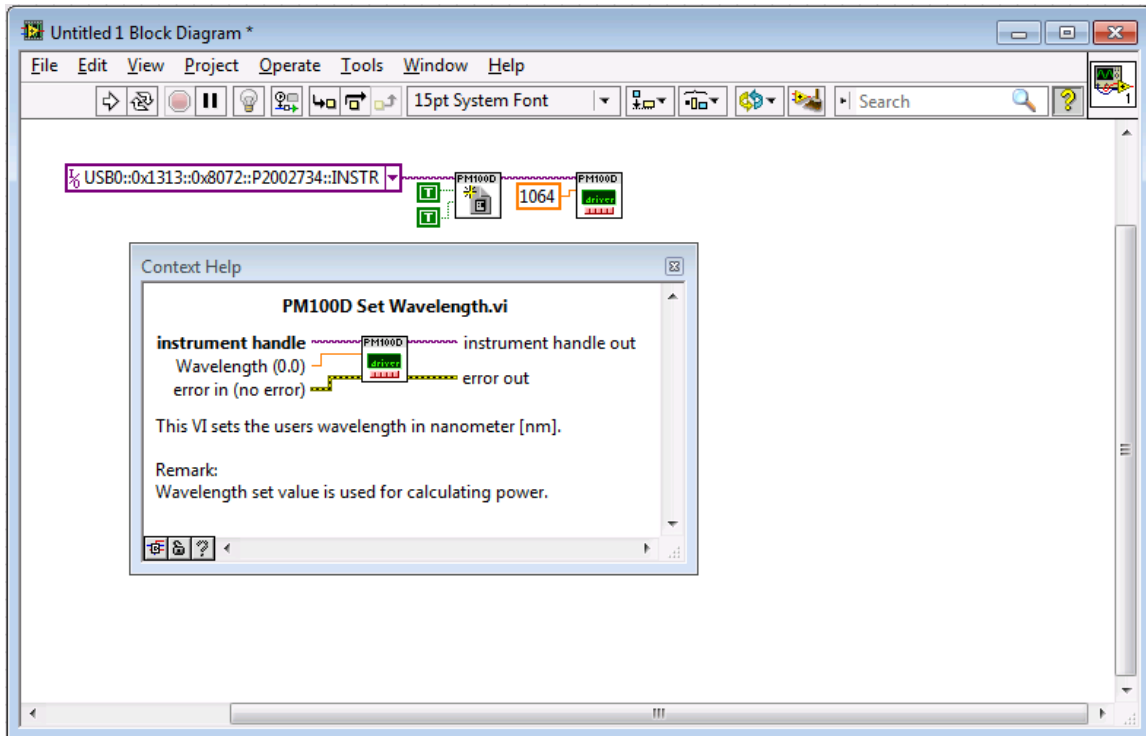 Untitled 1 Block Diagram *
File Edit View Project Operate Tools Window Help
15pt System Font Search
1
USB0::0x1313::0x8072::P2002734::INSTR
PM100D PM100D
T 1064 driver
T
Context Help
PM100D Set Wavelength.vi
instrument handle PM100D instrument handle out
Wavelength (0.0) driver
error in (no error) error out
This VI sets the users wavelength in nanometer [nm].
Remark:
Wavelength set value is used for calculating power.